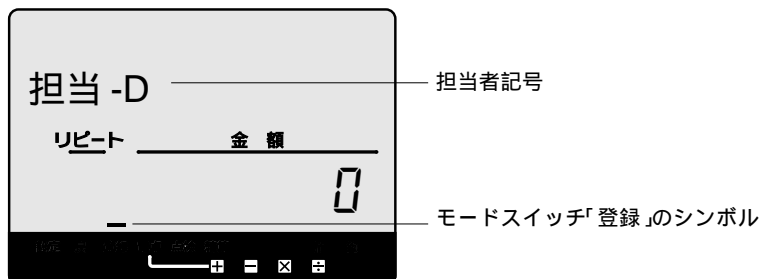 担当 -D
担当者記号
リピート 金 額
0
モードスイッチ「登録」のシンボル
+ - × ÷